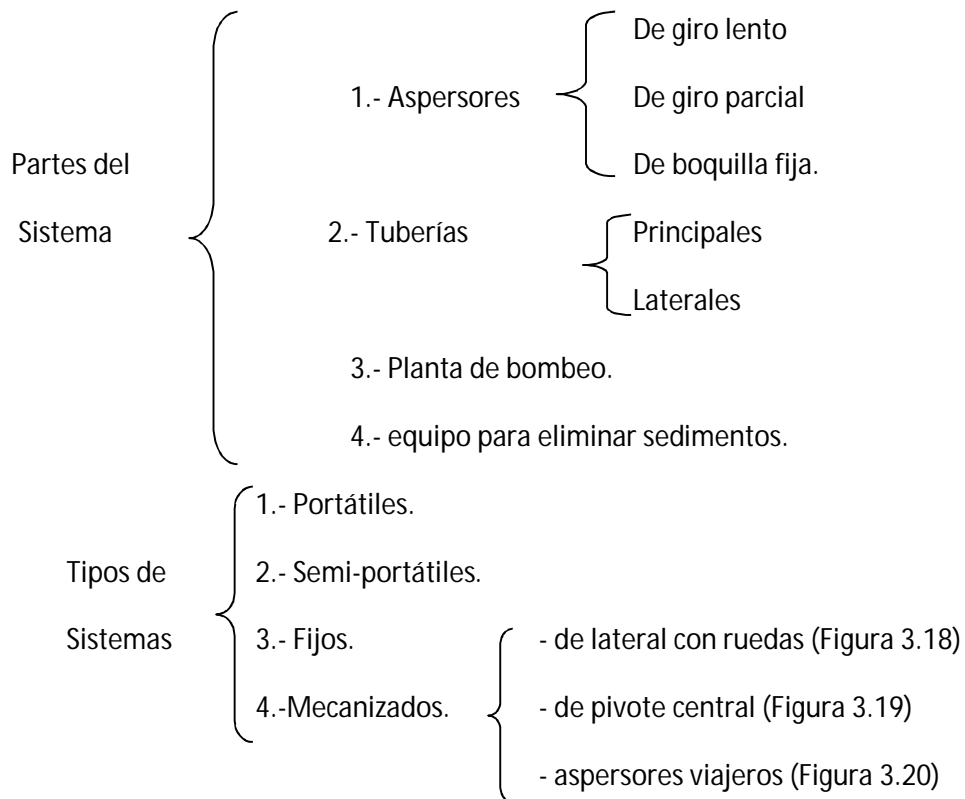 De giro lento
1.- Aspersores De giro parcial
Partes del De boquilla fija.
Sistema 2.- Tuberías Principales
Laterales
3.- Planta de bombeo.
4.- equipo para eliminar sedimentos.
1.- Portátiles.
Tipos de 2.- Semi-portátiles.
Sistemas 3.- Fijos. - de lateral con ruedas (Figura 3.18)
4.-Mecanizados. - de pivote central (Figura 3.19)
- aspersores viajeros (Figura 3.20)